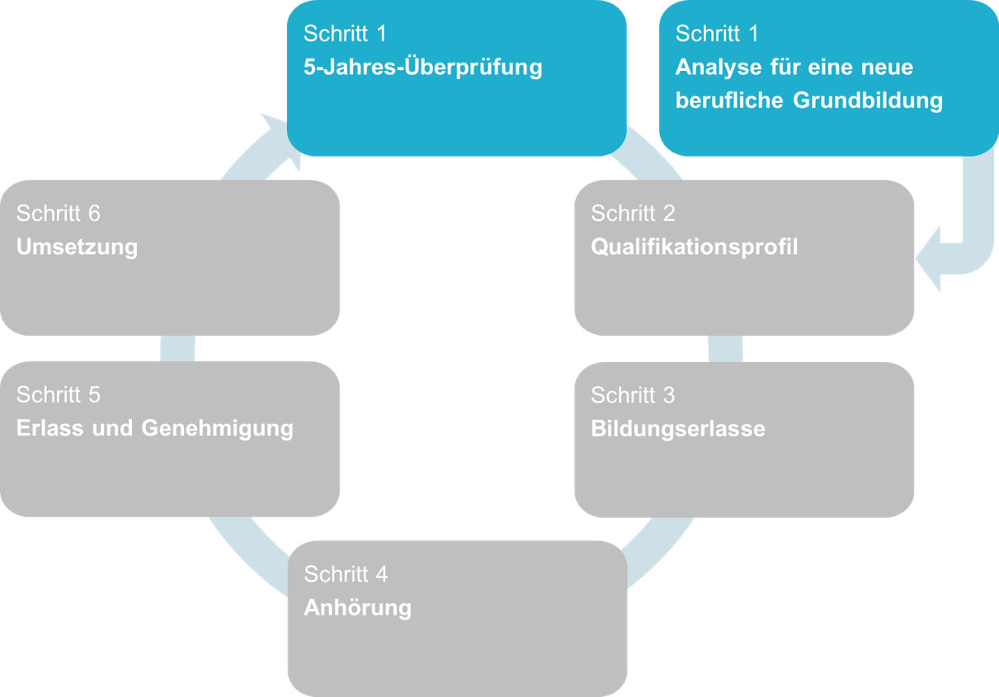 Schritt 1
5-Jahres-Überprüfung
Schritt 1
Analyse für eine neue
berufliche Grundbildung
Schritt 6
Umsetzung
Schritt 2
Qualifikationsprofil
Schritt 5
Erlass und Genehmigung
Schritt 3
Bildungserlasse
Schritt 4
Anhörung